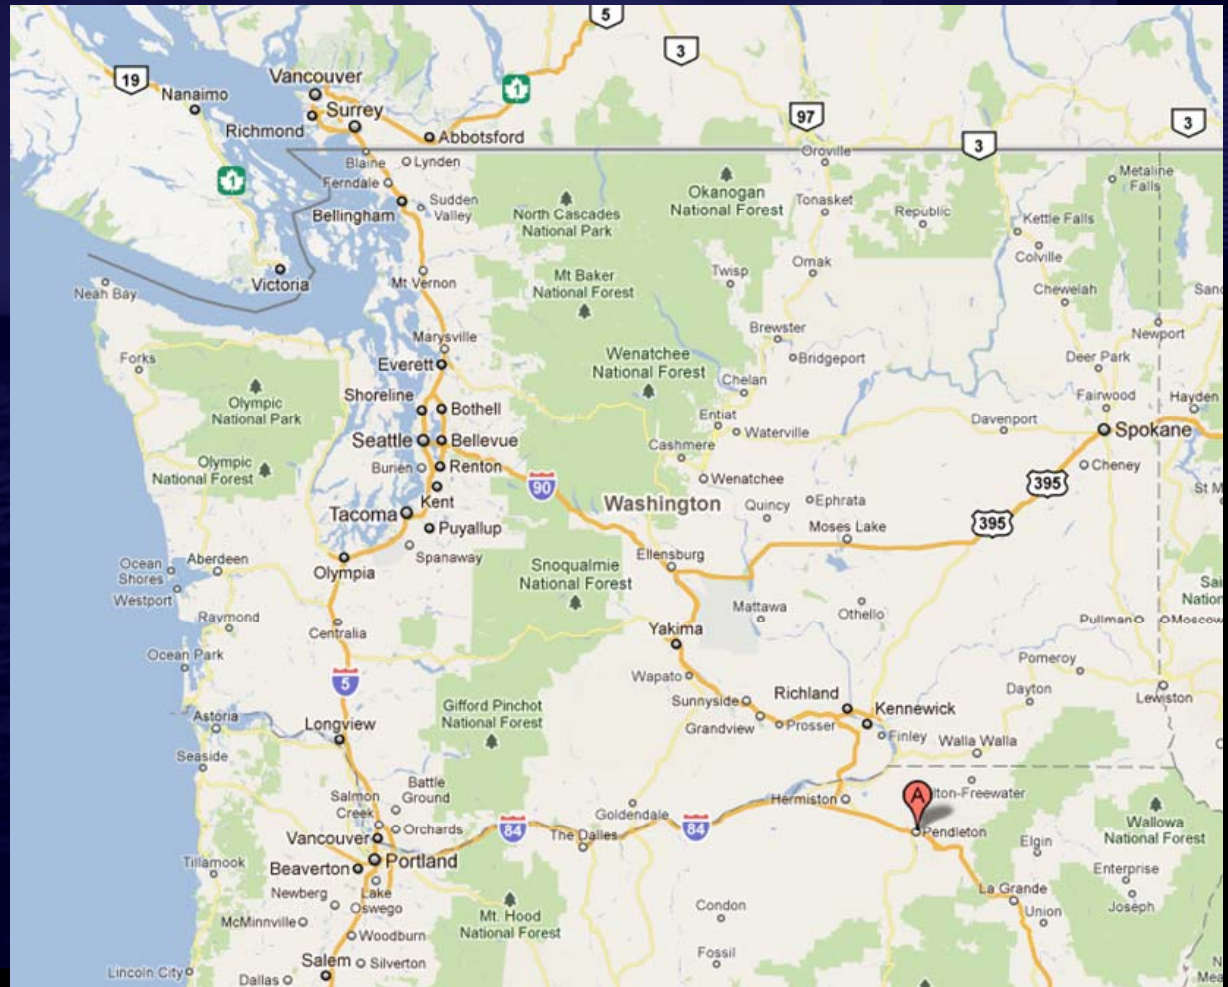 5
3
19
Vancouver
Nanaimo
1
97
Surrey
3
Richmond
Abbotsford
3
Oroville
Blaine
Lynden
Metaline
Falls
1
Ferndale
Okanogan
National Forest
Sudden
Valley
Tonasket
Bellingham
North Cascades
National Park
Republic
Kettle Falls
Colville
Omak
Victoria
Mt Vernon
Mt Baker
National Forest
Twisp
Neah Bay
Chewelah
Sand
Marysville
Brewster
Newport
Forks
Everett
Wenatchee
National Forest
Bridgeport
Deer Park
Chelan
Olympic
National Park
Shoreline
Bothell
Fairwood
Hayden
Entiat
Davenport
Seattle
Bellevue
Waterville
Spokane
Cashmere
Olympic
National Forest
Burien
Renton
Cheney
Wenatchee
90
395
St M
Kent
Washington
Ephrata
Tacoma
Quincy
Puyallup
Moses Lake
395
Spanaway
Aberdeen
Ellensburg
Ocean
Shores
Olympia
Snoqualmie
National Forest
Westport
Sai
Nation
Mattawa
Othello
Raymond
Pullman
Moscow
Centralia
Yakima
Ocean Park
Pomeroy
5
Wapato
Richland
Dayton
Lewiston
Sunnyside
Kennewick
Gifford Pinchot
National Forest
Astoria
Longview
Grandview
Prosser
Finley
Walla Walla
Seaside
Battle
Ground
Salmon
Creek
Hermiston
A
lton-Freewater
Goldendale
Wallowa
National Forest
Orchards
84
84
Vancouver
The Dalles
Pendleton
Elgin
Tillamook
Portland
Beaverton
Enterprise
Newberg
Lake
Oswego
La Grande
Joseph
McMinnville
Mt. Hood
National Forest
Condon
Union
Woodburn
Fossil
Salem
Silverton
Lincoln City
Dallas
N
Mea